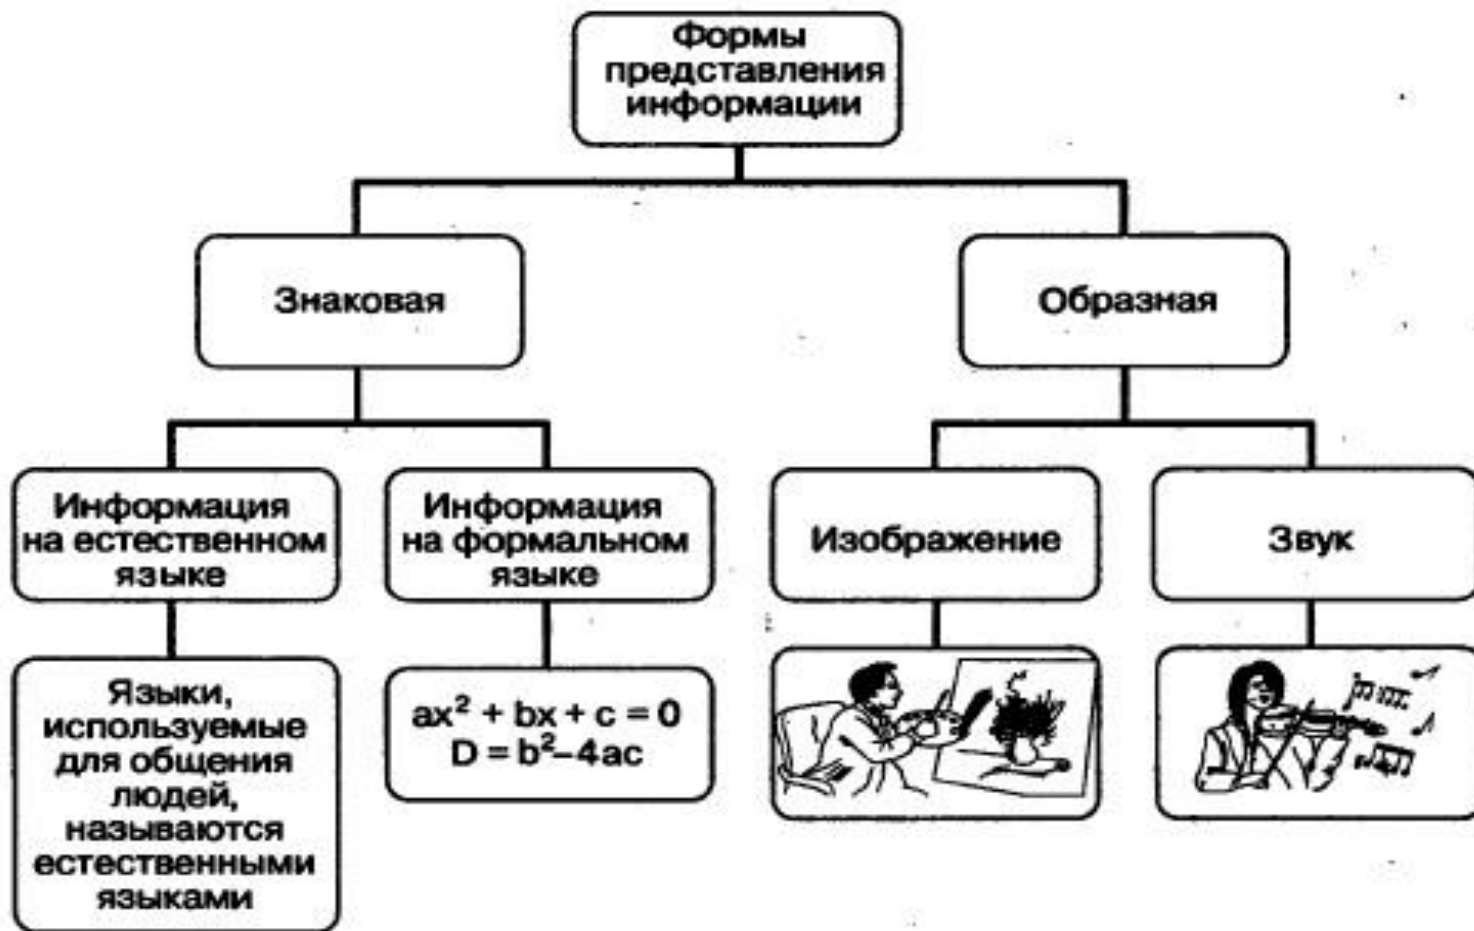 Формы
представления
информации
Знаковая
Образная
Информация
на естественном
языке
Информация
на формальном
языке
Изображение
Звук
Языки,
используемые
для общения
людей,
называются
естественными
языками
ax² + bx + c = 0
D = b²–4ac